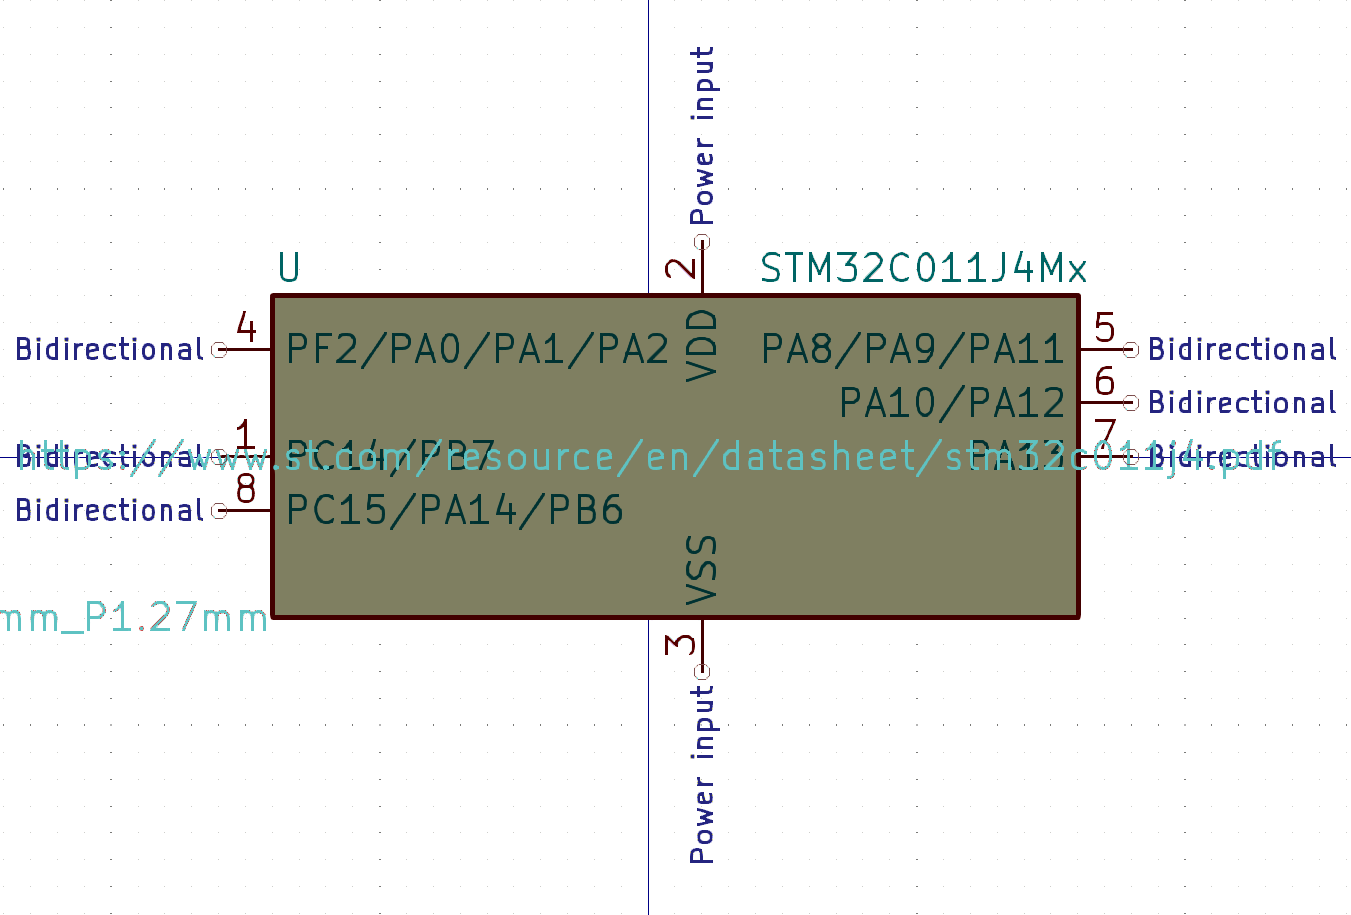 Power input
U
2
STM32C011J4Mx
VDD
Bidirectional
4
PF2/PA0/PA1/PA2
PA8/PA9/PA11
5
Bidirectional
PA10/PA12
6
Bidirectional
Bidirectional
1
PC14/PB7
PA13
7
Bidirectional
https://www.st.com/resource/en/datasheet/stm32c011j4.pdf
Bidirectional
8
PC15/PA14/PB6
VSS
mm_P1.27mm
3
Power input